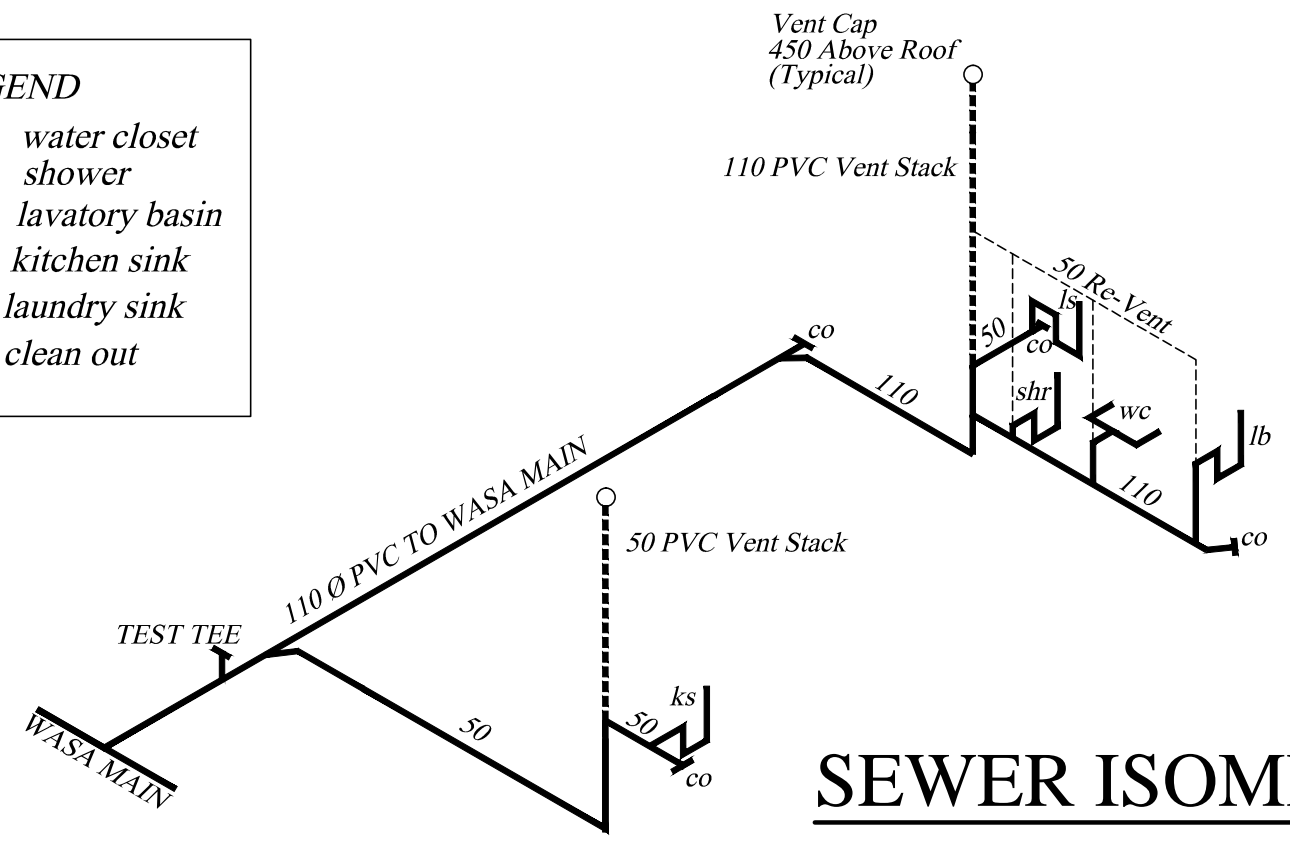 GEND
water closet
shower
lavatory basin
kitchen sink
laundry sink
clean out
Vent Cap
450 Above Roof
(Typical)
110 PVC Vent Stack
50 Re-Vent
50
ls
co
co
110
shr
wc
lb
110
co
110 Ø PVC TO WASA MAIN
50 PVC Vent Stack
TEST TEE
WASA MAIN
50
50
ks
co
SEWER ISOM